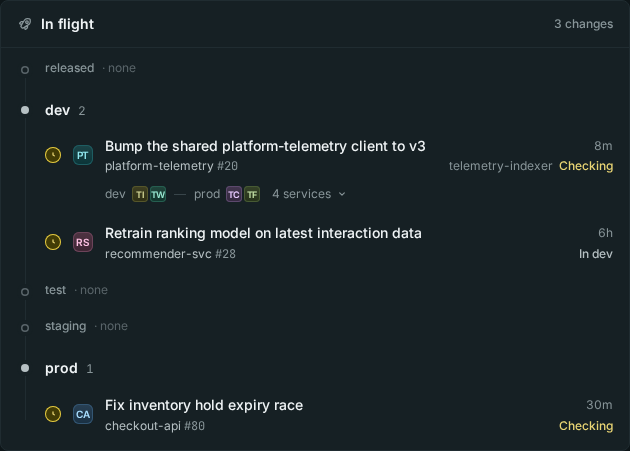 In flight 3 changes
released · none
dev 2
PT Bump the shared platform-telemetry client to v3 8m
platform-telemetry #20 telemetry-indexer Checking
dev TI TW — prod TC TF 4 services
Retrain ranking model on latest interaction data 6h
RS recommender-svc #28 In dev
test · none
staging · none
prod 1
Fix inventory hold expiry race 30m
CA checkout-api #80 Checking